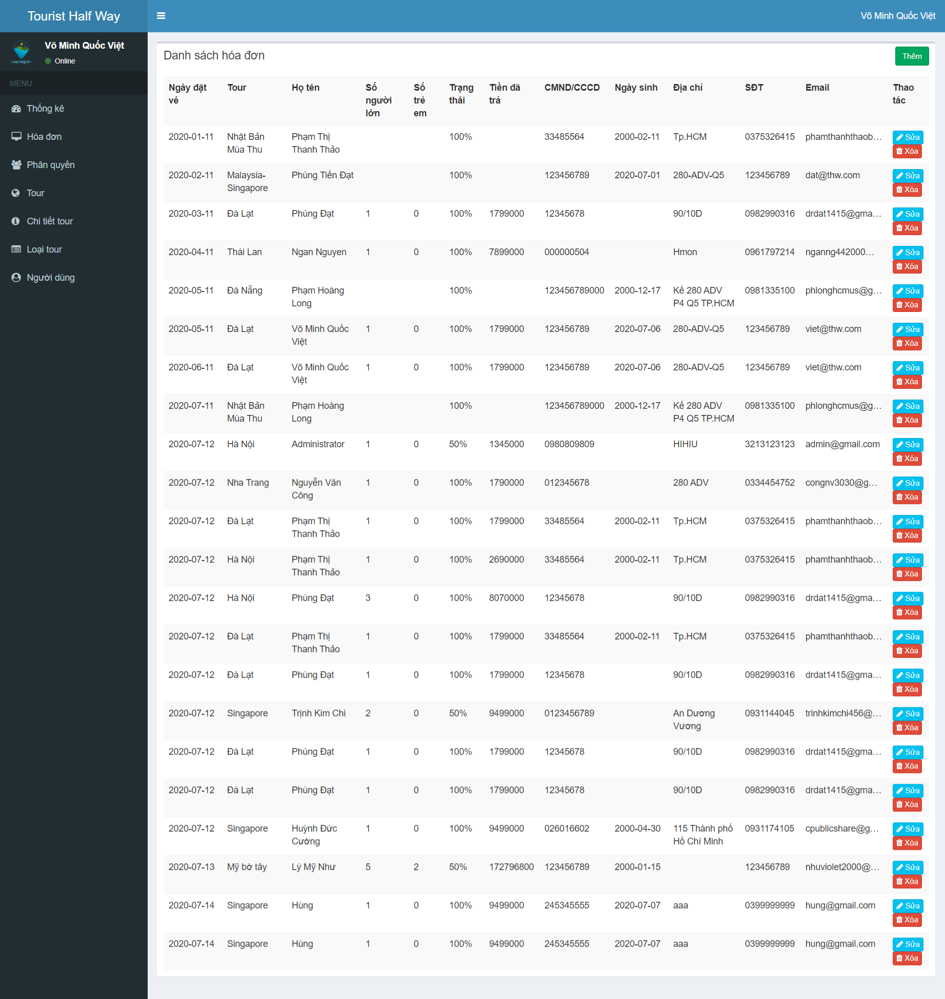 Tourist Half Way
Võ Minh Quốc Việt
Võ Minh Quốc Việt
Online
MENU
Thống kê
Hóa đơn
Phân quyền
Tour
Chi tiết tour
Loại tour
Người dùng
Danh sách hóa đơn
Thêm
Ngày đặt vé Tour Họ tên Số người lớn Số trẻ em Trạng thái Tiền đã trả CMND/CCCD Ngày sinh Địa chỉ SĐT Email Thao tác
2020-01-11 Nhật Bản Mùa Thu Phạm Thị Thanh Thảo 100% 33485564 2000-02-11 Tp.HCM 0375326415 phamthanhthaob… Sửa Xóa
2020-02-11 Malaysia-Singapore Phùng Tiến Đạt 100% 123456789 2020-07-01 280-ADV-Q5 123456789 dat@thw.com Sửa Xóa
2020-03-11 Đà Lạt Phùng Đạt 1 0 100% 1799000 12345678 90/10D 0982990316 drdat1415@gma… Sửa Xóa
2020-04-11 Thái Lan Ngan Nguyen 1 0 100% 7899000 000000504 Hmon 0961797214 nganng442000… Sửa Xóa
2020-05-11 Đà Nẵng Phạm Hoàng Long 100% 123456789000 2000-12-17 Kế 280 ADV P4 Q5 TP.HCM 0981335100 phlonghcmus@g… Sửa Xóa
2020-05-11 Đà Lạt Võ Minh Quốc Việt 1 0 100% 1799000 123456789 2020-07-06 280-ADV-Q5 123456789 viet@thw.com Sửa Xóa
2020-06-11 Đà Lạt Võ Minh Quốc Việt 1 0 100% 1799000 123456789 2020-07-06 280-ADV-Q5 123456789 viet@thw.com Sửa Xóa
2020-07-11 Nhật Bản Mùa Thu Phạm Hoàng Long 100% 123456789000 2000-12-17 Kế 280 ADV P4 Q5 TP.HCM 0981335100 phlonghcmus@g… Sửa Xóa
2020-07-12 Hà Nội Administrator 1 0 50% 1345000 0980809809 HIHIU 3213123123 admin@gmail.com Sửa Xóa
2020-07-12 Nha Trang Nguyễn Văn Công 1 0 100% 1790000 012345678 280 ADV 0334454752 congnv3030@g… Sửa Xóa
2020-07-12 Đà Lạt Phạm Thị Thanh Thảo 1 0 100% 1799000 33485564 2000-02-11 Tp.HCM 0375326415 phamthanhthaob… Sửa Xóa
2020-07-12 Hà Nội Phạm Thị Thanh Thảo 1 0 100% 2690000 33485564 2000-02-11 Tp.HCM 0375326415 phamthanhthaob… Sửa Xóa
2020-07-12 Hà Nội Phùng Đạt 3 0 100% 8070000 12345678 90/10D 0982990316 drdat1415@gma… Sửa Xóa
2020-07-12 Đà Lạt Phạm Thị Thanh Thảo 1 0 100% 1799000 33485564 2000-02-11 Tp.HCM 0375326415 phamthanhthaob… Sửa Xóa
2020-07-12 Đà Lạt Phùng Đạt 1 0 100% 1799000 12345678 90/10D 0982990316 drdat1415@gma… Sửa Xóa
2020-07-12 Singapore Trịnh Kim Chi 2 0 50% 9499000 0123456789 An Dương Vương 0931144045 trinhkimchi456@… Sửa Xóa
2020-07-12 Đà Lạt Phùng Đạt 1 0 100% 1799000 12345678 90/10D 0982990316 drdat1415@gma… Sửa Xóa
2020-07-12 Đà Lạt Phùng Đạt 1 0 100% 1799000 12345678 90/10D 0982990316 drdat1415@gma… Sửa Xóa
2020-07-12 Singapore Huỳnh Đức Cường 1 0 100% 9499000 026016602 2000-04-30 115 Thành phố Hồ Chí Minh 0931174105 cpublicshare@g… Sửa Xóa
2020-07-13 Mỹ bờ tây Lý Mỹ Như 5 2 50% 172796800 123456789 2000-01-15 123456789 nhuviolet2000@… Sửa Xóa
2020-07-14 Singapore Hùng 1 0 100% 9499000 245345555 2020-07-07 aaa 0399999999 hung@gmail.com Sửa Xóa
2020-07-14 Singapore Hùng 1 0 100% 9499000 245345555 2020-07-07 aaa 0399999999 hung@gmail.com Sửa Xóa